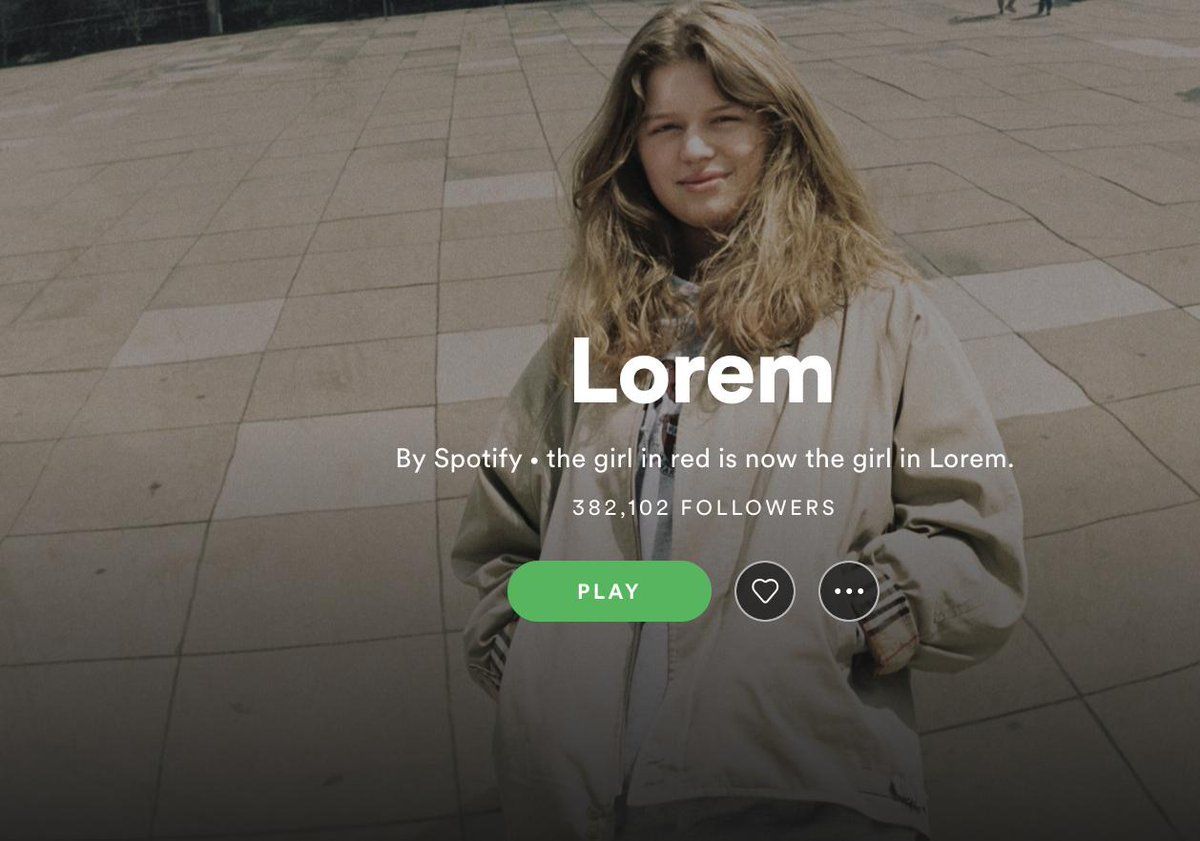 Lorem
By Spotify • the girl in red is now the girl in Lorem.
382,102 FOLLOWERS
PLAY